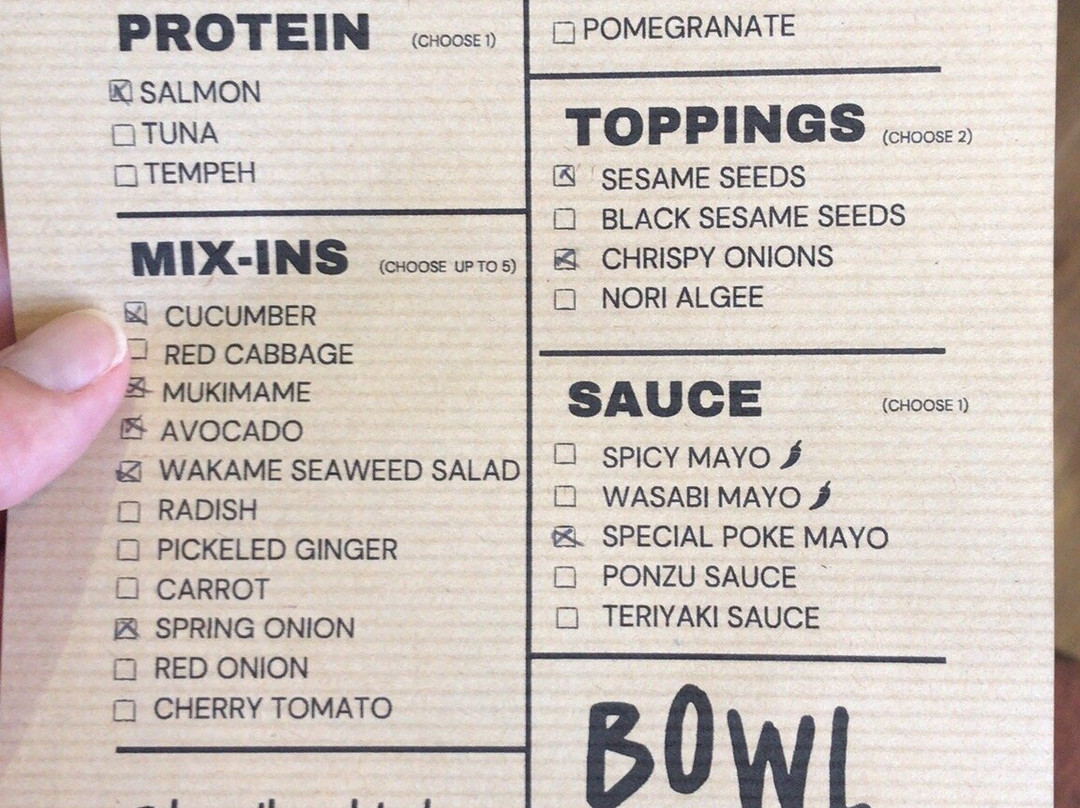 PROTEIN (CHOOSE 1)
SALMON
TUNA
TEMPEH
MIX-INS (CHOOSE UP TO 5)
CUCUMBER
RED CABBAGE
MUKIMAME
AVOCADO
WAKAME SEAWEED SALAD
RADISH
PICKELED GINGER
CARROT
SPRING ONION
RED ONION
CHERRY TOMATO
POMEGRANATE
TOPPINGS (CHOOSE 2)
SESAME SEEDS
BLACK SESAME SEEDS
CHRISPY ONIONS
NORI ALGEE
SAUCE (CHOOSE 1)
SPICY MAYO
WASABI MAYO
SPECIAL POKE MAYO
PONZU SAUCE
TERIYAKI SAUCE
BOWL